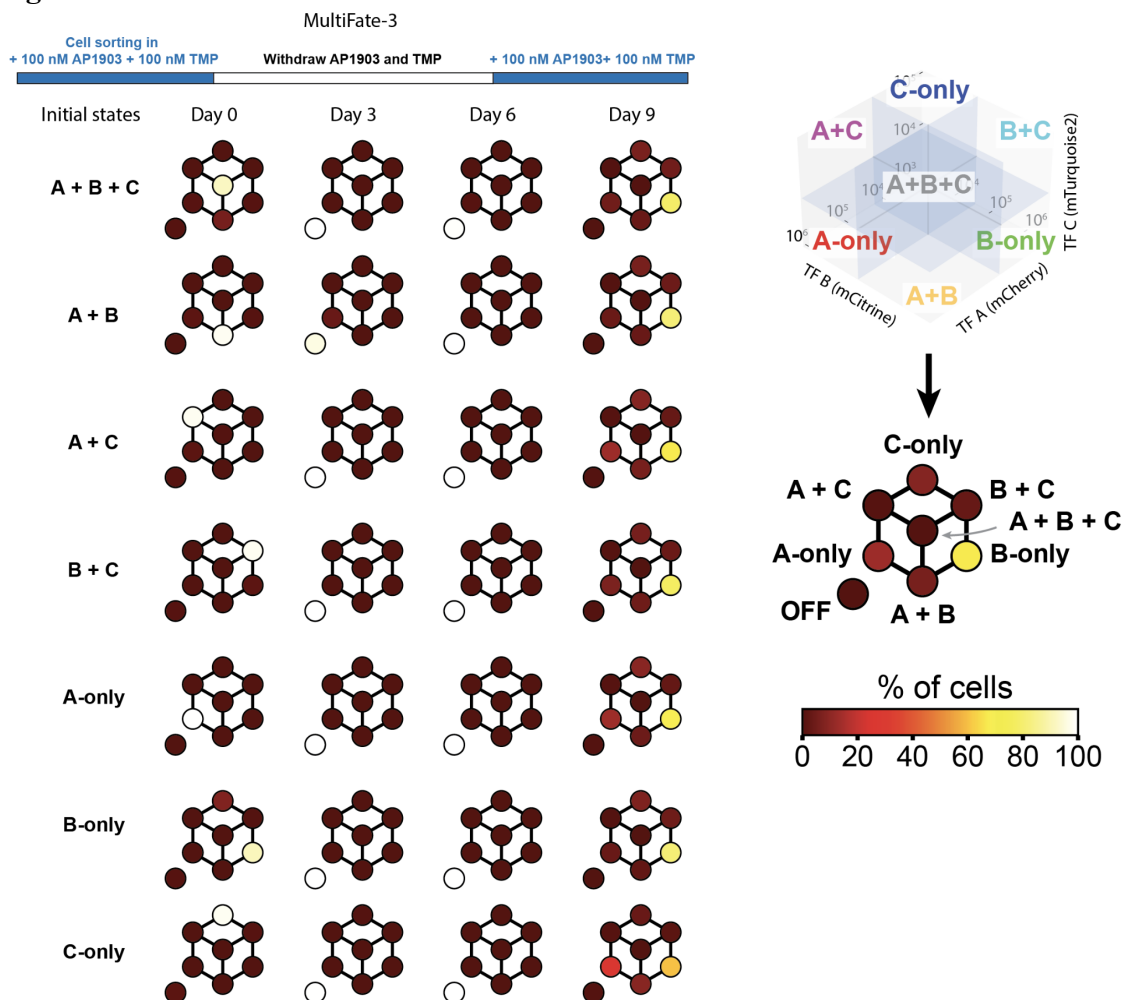 MultiFate-3
Cell sorting in
+ 100 nM AP1903 + 100 nM TMP
Withdraw AP1903 and TMP
+ 100 nM AP1903+ 100 nM TMP
Initial states
Day 0
Day 3
Day 6
Day 9
A + B + C
A + B
A + C
B + C
A-only
B-only
C-only
C-only
A+C
B+C
10⁴
10³
A+B+C
10⁴
4
10⁵
10⁵
10⁶
10⁶
A-only
B-only
A+B
TF B (mCitrine)
TF A (mCherry)
TF C (mTurquoise2)
C-only
A + C
B + C
A + B + C
A-only
B-only
OFF
A + B
% of cells
0 20 40 60 80 100